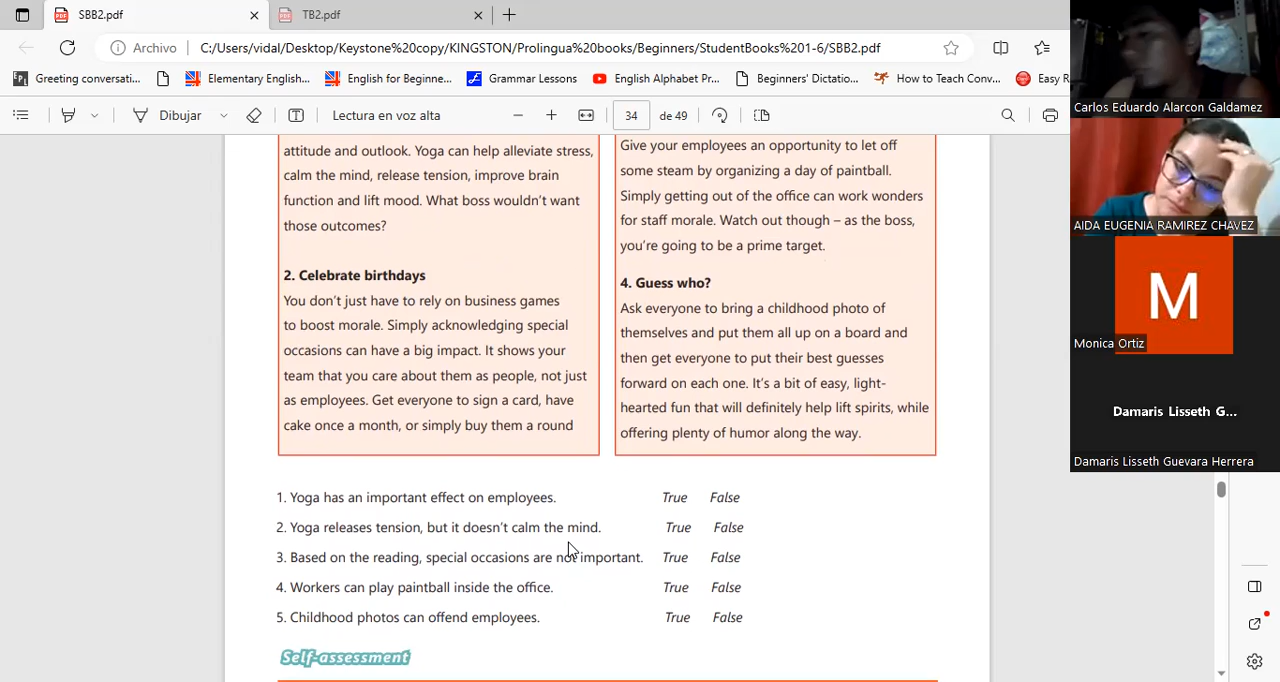 SBB2.pdf
TB2.pdf
Archivo
C:/Users/vidal/Desktop/Keystone%20copy/KINGSTON/Prolingua%20books/Beginners/StudentBooks%201-6/SBB2.pdf
Greeting conversati...
Elementary English...
English for Beginne...
Grammar Lessons
English Alphabet Pr...
Beginners' Dictatio...
How to Teach Conv...
Easy R
Dibujar
Lectura en voz alta
34
de 49
attitude and outlook. Yoga can help alleviate stress,
calm the mind, release tension, improve brain
function and lift mood. What boss wouldn't want
those outcomes?
2. Celebrate birthdays
You don't just have to rely on business games
to boost morale. Simply acknowledging special
occasions can have a big impact. It shows your
team that you care about them as people, not just
as employees. Get everyone to sign a card, have
cake once a month, or simply buy them a round
Give your employees an opportunity to let off
some steam by organizing a day of paintball.
Simply getting out of the office can work wonders
for staff morale. Watch out though – as the boss,
you're going to be a prime target.
4. Guess who?
Ask everyone to bring a childhood photo of
themselves and put them all up on a board and
then get everyone to put their best guesses
forward on each one. It's a bit of easy, light-
hearted fun that will definitely help lift spirits, while
offering plenty of humor along the way.
1. Yoga has an important effect on employees. True False
2. Yoga releases tension, but it doesn't calm the mind. True False
3. Based on the reading, special occasions are not important. True False
4. Workers can play paintball inside the office. True False
5. Childhood photos can offend employees. True False
Self-assessment
Carlos Eduardo Alarcon Galdamez
AIDA EUGENIA RAMIREZ CHAVEZ
M
Monica Ortiz
Damaris Lisseth G...
Damaris Lisseth Guevara Herrera